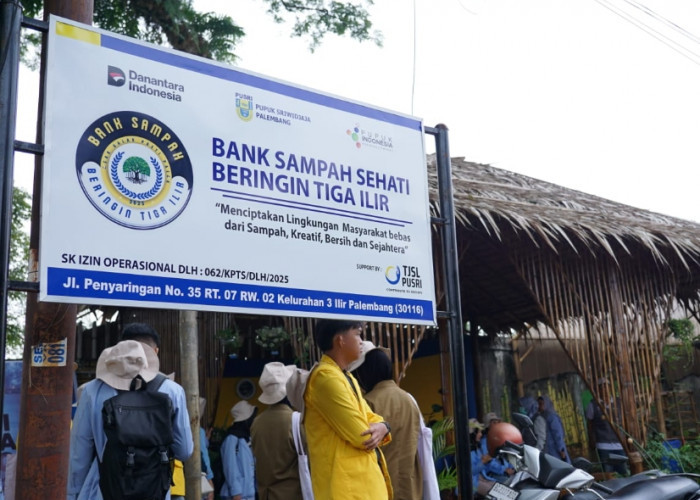 Danantara
Indonesia
PUSRI
PUPUK SRIWIDJAJA
PALEMBANG
PUPUK
INDONESIA
BANK SAMPAH
BERINGIN TIGA ILIR
BANK SAMPAH SEHATI
BERINGIN TIGA ILIR
“Menciptakan Lingkungan Masyarakat bebas
dari Sampah, Kreatif, Bersih dan Sejahtera”
SUPPORT BY :
TJSL
PUSRI
SK IZIN OPERASIONAL DLH : 062/KPTS/DLH/2025
Jl. Penyaringan No. 35 RT. 07 RW. 02 Kelurahan 3 Ilir Palembang (30116)